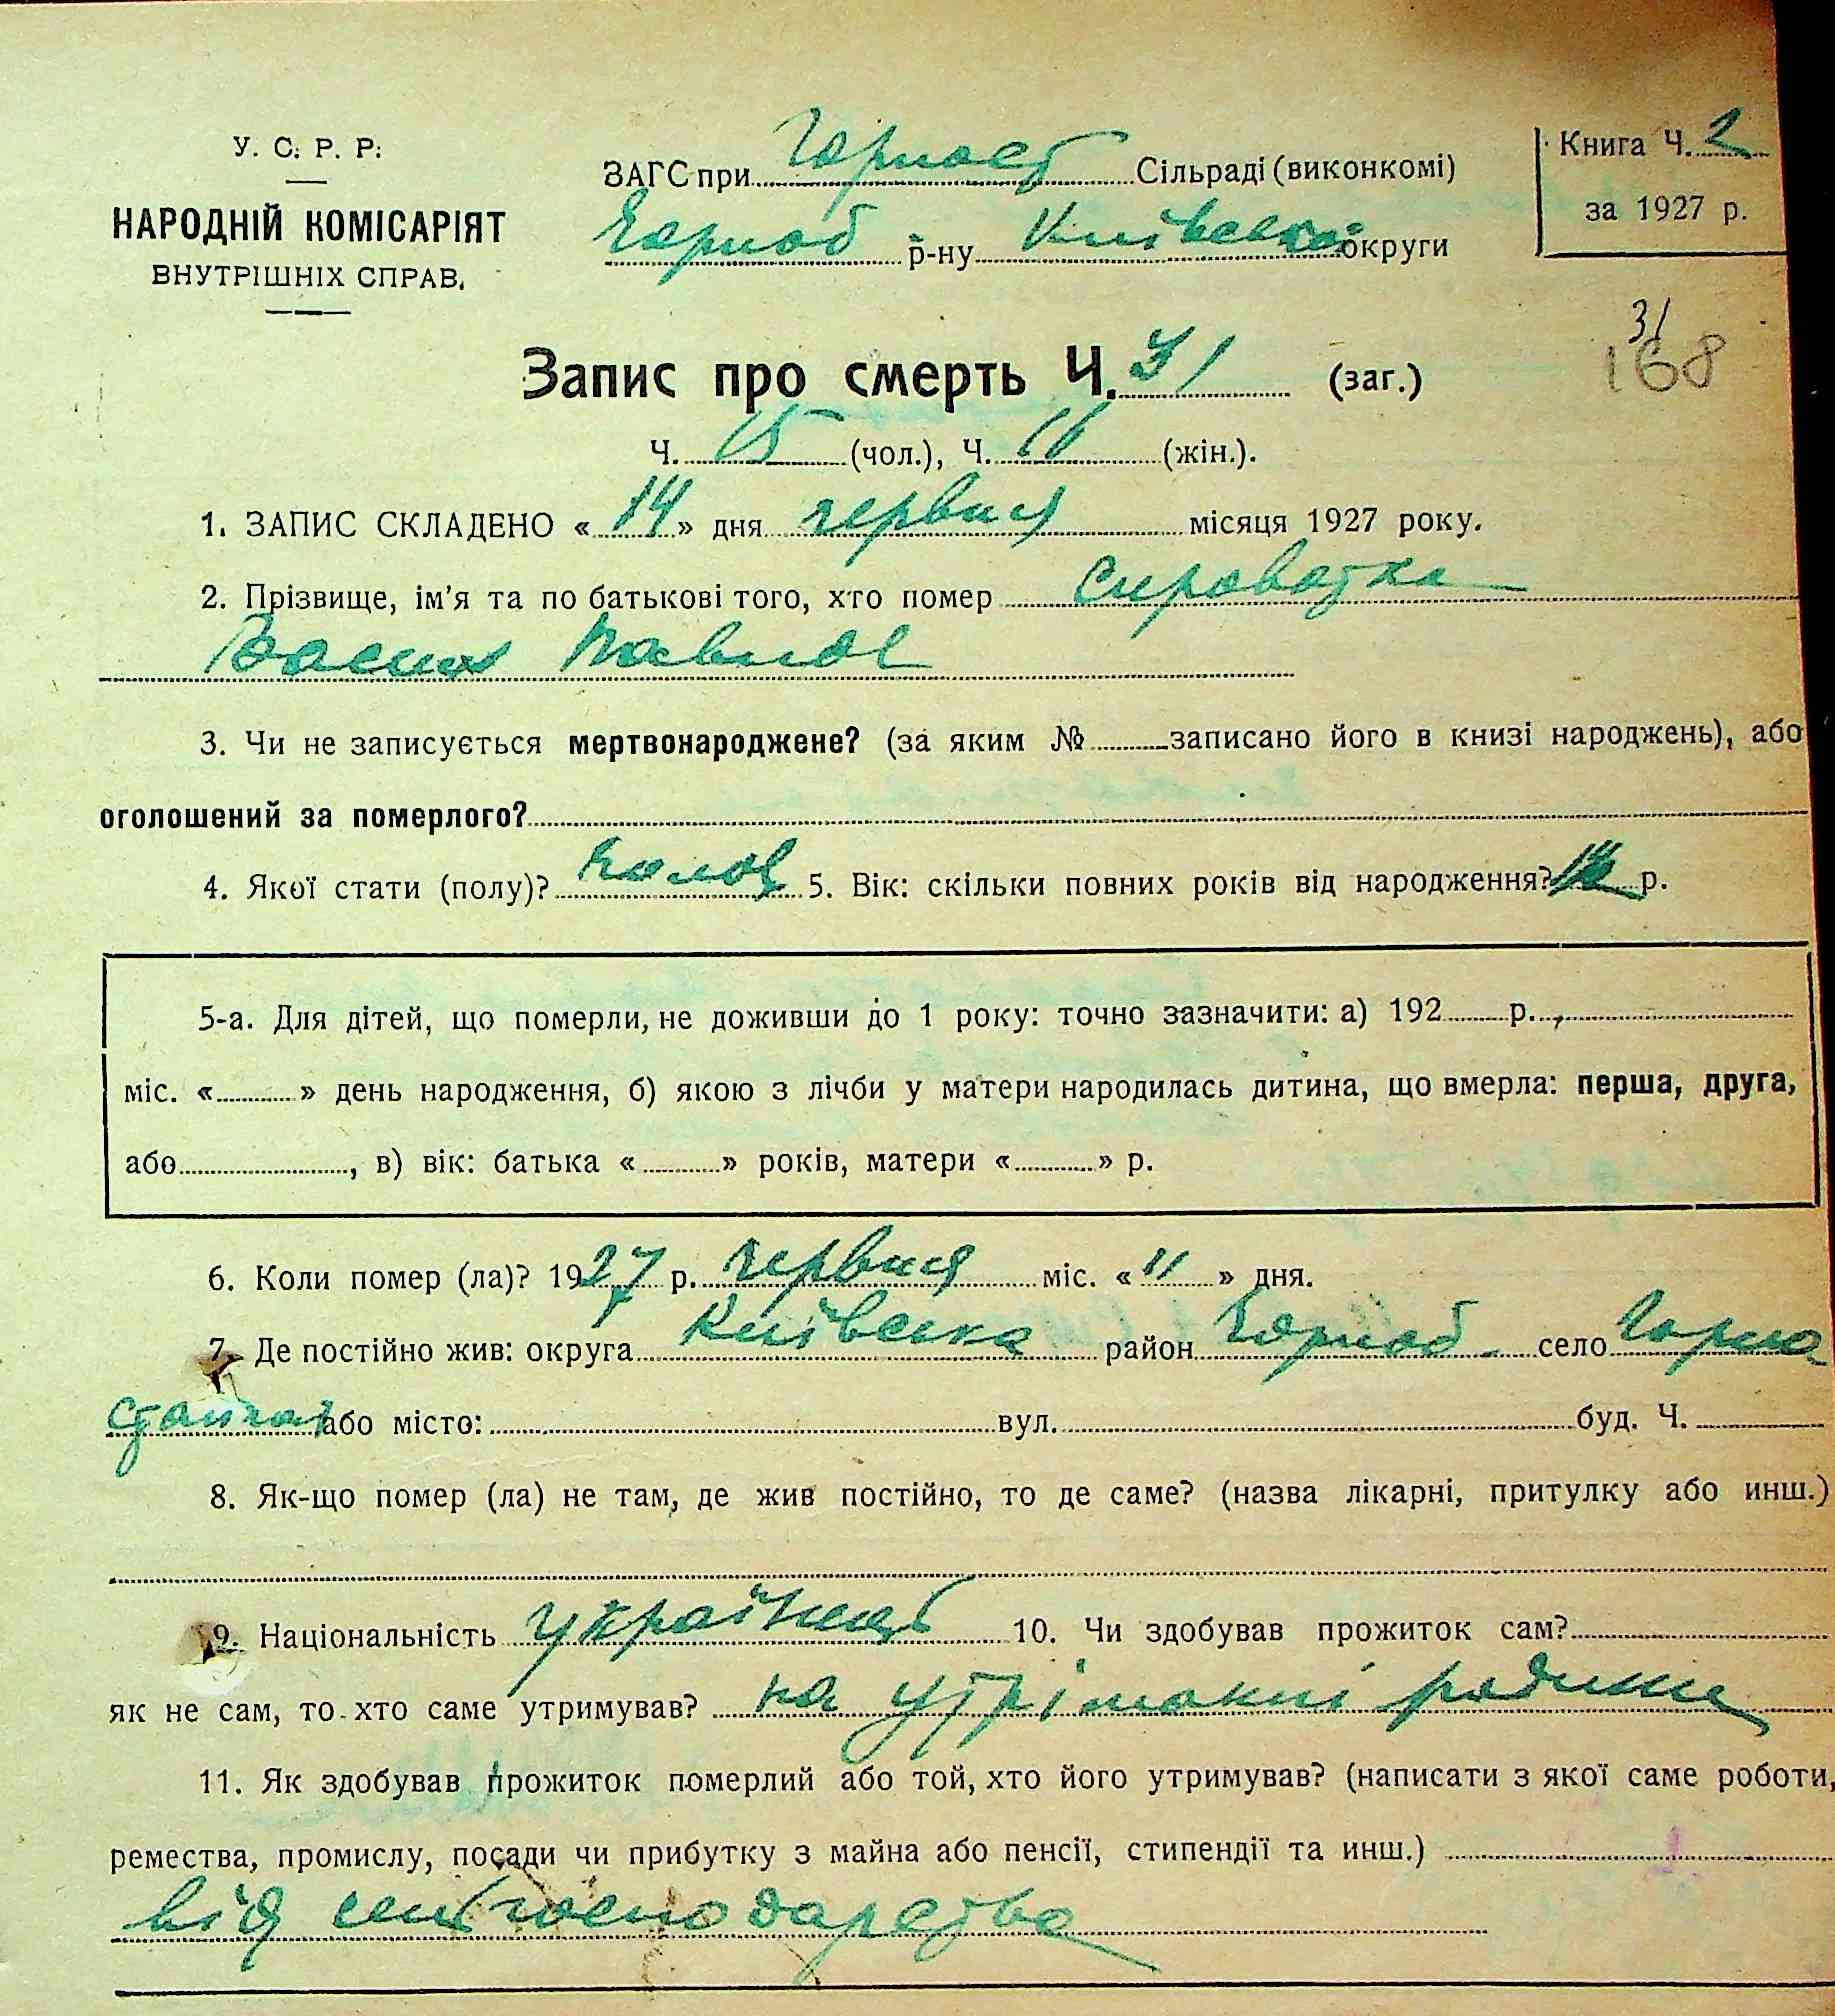 У. С. Р. Р.
НАРОДНІЙ КОМІСАРІЯТ
ВНУТРІШНІХ СПРАВ.
ЗАГС при Горност Сільраді (виконкомі)
р-ну Київської округи
Книга Ч. 2
за 1927 р.
31
168
Запис про смерть Ч. 31 (заг.)
Ч. 15 (чол.), Ч. 16 (жін.).
1. ЗАПИС СКЛАДЕНО «14» дня червня місяця 1927 року.
2. Прізвище, ім'я та по батькові того, хто помер Сироватка
Василь Павлов
3. Чи не записується мертвонароджене? (за яким № записано його в книзі народжень), або
оголошений за померлого?
4. Якої стати (полу)? Чолов 5. Вік: скільки повних років від народження? р.
5-а. Для дітей, що померли, не доживши до 1 року: точно зазначити: а) 192 р.,
міс. « » день народження, б) якою з лічби у матери народилась дитина, що вмерла: перша, друга,
або , в) вік: батька « » років, матери « » р.
6. Коли помер (ла)? 1927 р. червня міс. «11» дня.
7. Де постійно жив: округа Київська район село Горно
стайпол або місто: вул. буд. Ч.
8. Як-що помер (ла) не там, де жив постійно, то де саме? (назва лікарні, притулку або инш.)
9. Національність українець 10. Чи здобував прожиток сам?
як не сам, то хто саме утримував? на утріманні родини
11. Як здобував прожиток померлий або той, хто його утримував? (написати з якої саме роботи,
ремества, промислу, посади чи прибутку з майна або пенсії, стипендії та инш.)
від сельгосподарства